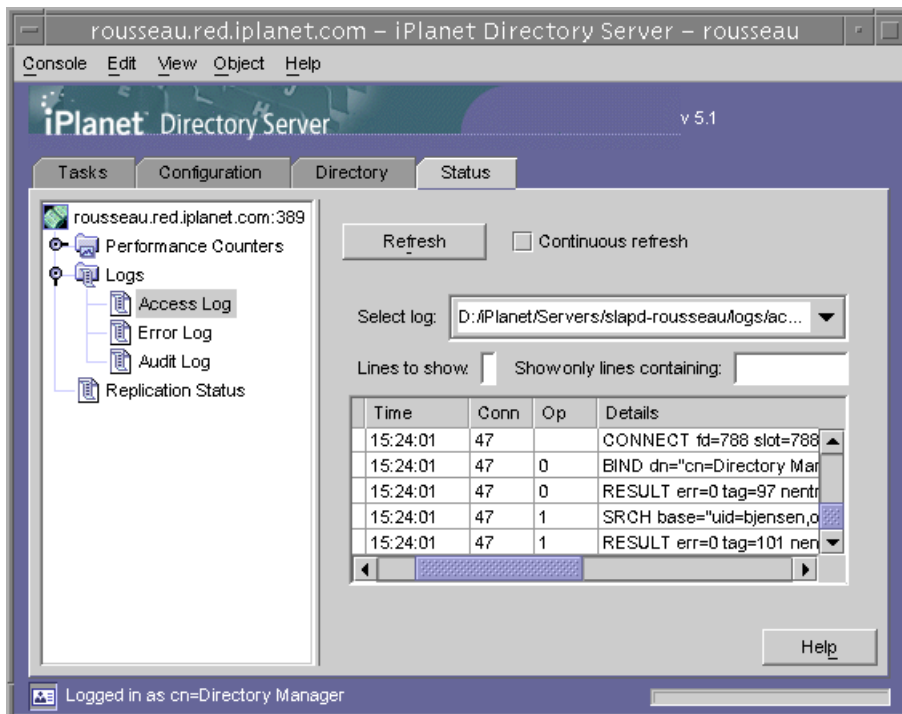 rousseau.red.iplanet.com – iPlanet Directory Server – rousseau
Console Edit View Object Help
iPlanet Directory Server
v 5.1
Tasks Configuration Directory Status
rousseau.red.iplanet.com:389
Performance Counters
Logs
Access Log
Error Log
Audit Log
Replication Status
Refresh Continuous refresh
Select log: D:/iPlanet/Servers/slapd-rousseau/logs/ac...
Lines to show: Show only lines containing:
Time Conn Op Details
15:24:01 47 CONNECT fd=788 slot=788
15:24:01 47 0 BIND dn="cn=Directory Mar
15:24:01 47 0 RESULT err=0 tag=97 nentr
15:24:01 47 1 SRCH base="uid=bjensen,o
15:24:01 47 1 RESULT err=0 tag=101 nen
Help
Logged in as cn=Directory Manager